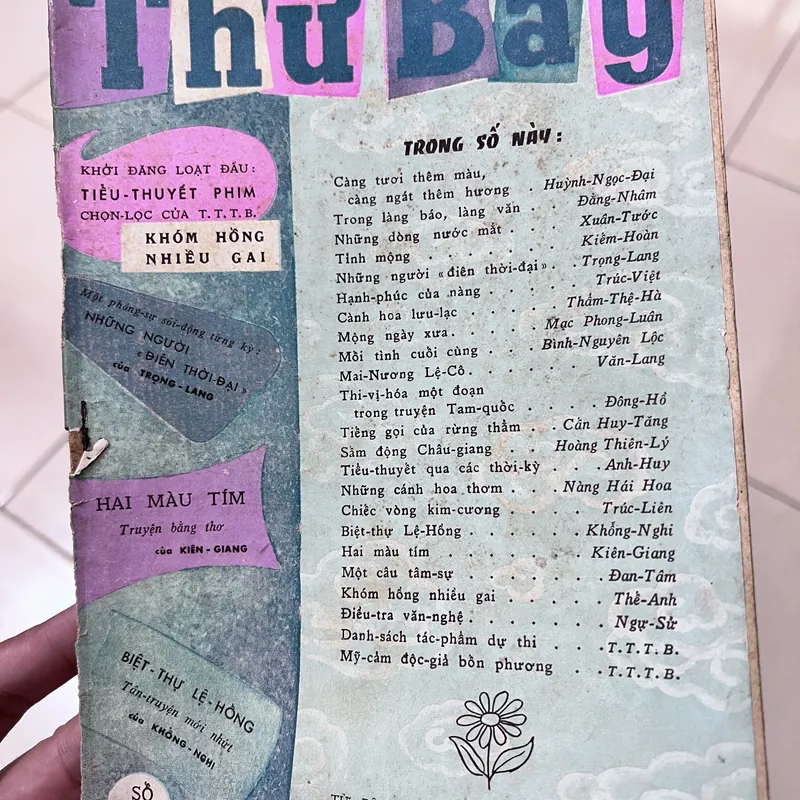 Thứ Bảy
KHỞI ĐĂNG LOẠT ĐẦU:
TIỂU-THUYẾT PHIM
CHỌN-LỌC CỦA T.T.T.B.
KHÓM HỒNG
NHIỀU GAI
Một phóng-sự sôi-động từng kỳ:
NHỮNG NGƯỜI
« ĐIÊN THỜI-ĐẠI »
của TRỌNG-LANG
HAI MÀU TÍM
Truyện bằng thơ
của KIÊN-GIANG
BIỆT-THỰ LỆ-HỒNG
Tân-truyện mới nhứt
của KHỔNG-NGHI
SỐ
TRONG SỐ NÀY:
Càng tươi thêm màu,
càng ngát thêm hương . Huỳnh-Ngọc-Đại
Trong làng báo, làng văn . . Đằng-Nhâm
Những dòng nước mắt . . . Xuân-Tước
Tỉnh mộng . . . . . . Kiểm-Hoàn
Những người «điên thời-đại» . . Trọng-Lang
Hạnh-phúc của nàng . . . . Trúc-Việt
Cành hoa lưu-lạc . . . . . Thẩm-Thệ-Hà
Mộng ngày xưa . . . . . Mạc Phong-Luân
Mối tình cuối cùng . . . Bình-Nguyên Lộc
Mai-Nương Lệ-Cô . . . . . . Văn-Lang
Thi-vị-hóa một đoạn
trong truyện Tam-quốc . . . . . Đông-Hồ
Tiếng gọi của rừng thẳm . Cần Huy-Tăng
Sấm động Châu-giang . . Hoàng Thiên-Lý
Tiểu-thuyết qua các thời-kỳ . . . Anh-Huy
Những cánh hoa thơm . . . Nàng Hái Hoa
Chiếc vòng kim-cương . . . . Trúc-Liên
Biệt-thự Lệ-Hồng . . . . . Khổng-Nghi
Hai màu tím . . . . . . . Kiên-Giang
Một câu tâm-sự . . . . . . . Đan-Tâm
Khóm hồng nhiều gai . . . . . Thế-Anh
Điều-tra văn-nghệ . . . . . . Ngự-Sử
Danh-sách tác-phẩm dự thi . . . T.T.T.B.
Mỹ-cảm độc-giả bốn phương . . . T.T.T.B.